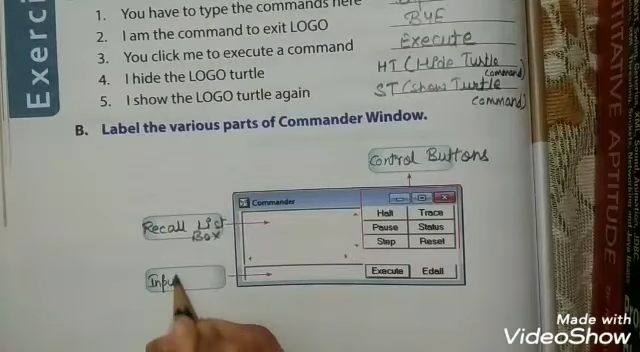 Exerci
1. You have to type the commands here
2. I am the command to exit LOGO
BYE
3. You click me to execute a command
Execute
4. I hide the LOGO turtle
HT (Hide Turtle command)
5. I show the LOGO turtle again
ST (Show Turtle command)
B. Label the various parts of Commander Window.
Control Buttons
Commander
Recall List Box
Halt Trace
Pause Status
Step Reset
Execute Edall
Inpu
TITATIVE APTITUDE
Made with
VideoShow